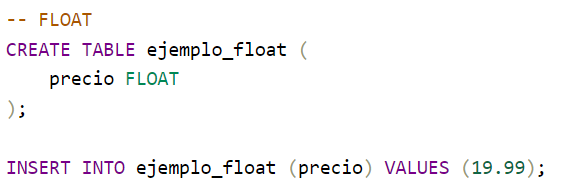 -- FLOAT
CREATE TABLE ejemplo_float (
    precio FLOAT
);
INSERT INTO ejemplo_float (precio) VALUES (19.99);